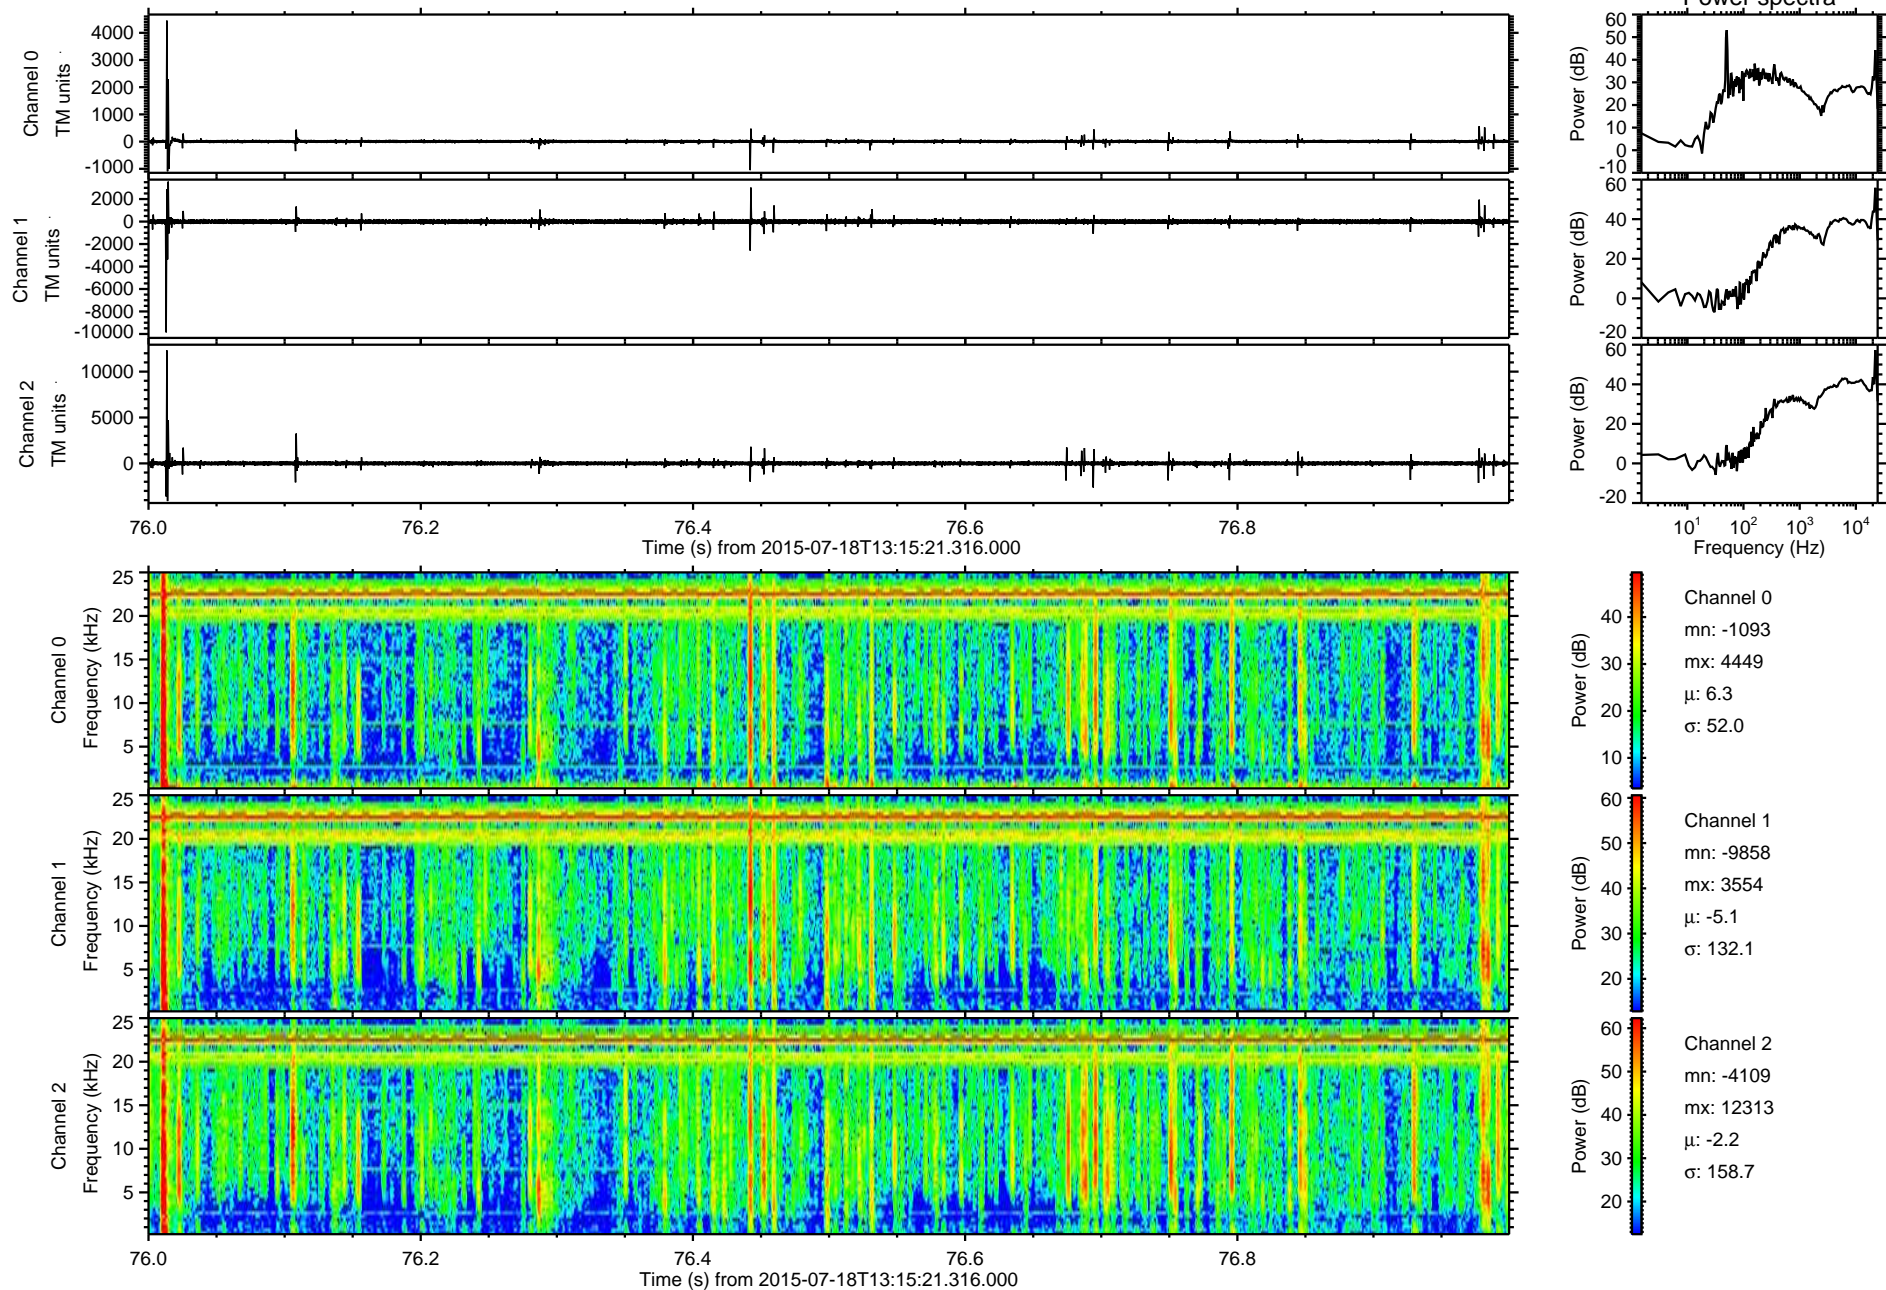 Power spectra
Channel 0
TM units
4000
3000
2000
1000
0
-1000
Power (dB)
60
50
40
30
20
10
0
-10
Channel 1
TM units
2000
0
-2000
-4000
-6000
-8000
-10000
Power (dB)
60
40
20
0
-20
Channel 2
TM units
10000
5000
0
Power (dB)
60
40
20
0
-20
76.0 76.2 76.4 76.6 76.8
Time (s) from 2015-07-18T13:15:21.316.000
10^1 10^2 10^3 10^4
Frequency (Hz)
Channel 0
Frequency (kHz)
25
20
15
10
5
Power (dB)
40
30
20
10
Channel 0
mn: -1093
mx: 4449
μ: 6.3
σ: 52.0
Channel 1
Frequency (kHz)
25
20
15
10
5
Power (dB)
60
50
40
30
20
Channel 1
mn: -9858
mx: 3554
μ: -5.1
σ: 132.1
Channel 2
Frequency (kHz)
25
20
15
10
5
Power (dB)
60
50
40
30
20
Channel 2
mn: -4109
mx: 12313
μ: -2.2
σ: 158.7
76.0 76.2 76.4 76.6 76.8
Time (s) from 2015-07-18T13:15:21.316.000